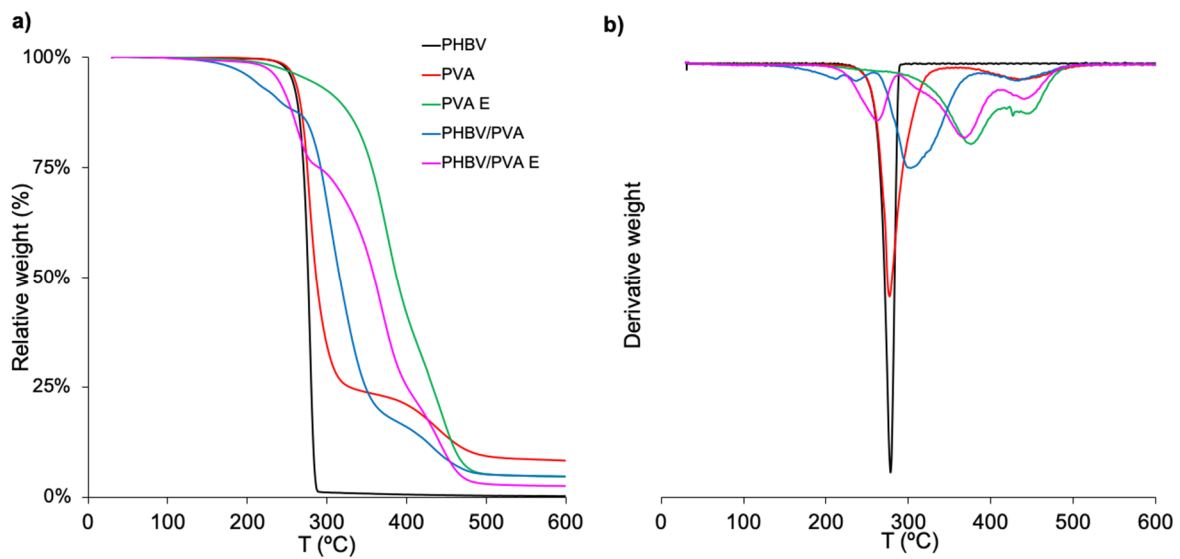 a)
PHBV
PVA
PVA E
PHBV/PVA
PHBV/PVA E
100%
75%
50%
25%
0%
Relative weight (%)
0 100 200 300 400 500 600
T (ºC)
b)
Derivative weight
0 100 200 300 400 500 600
T (ºC)